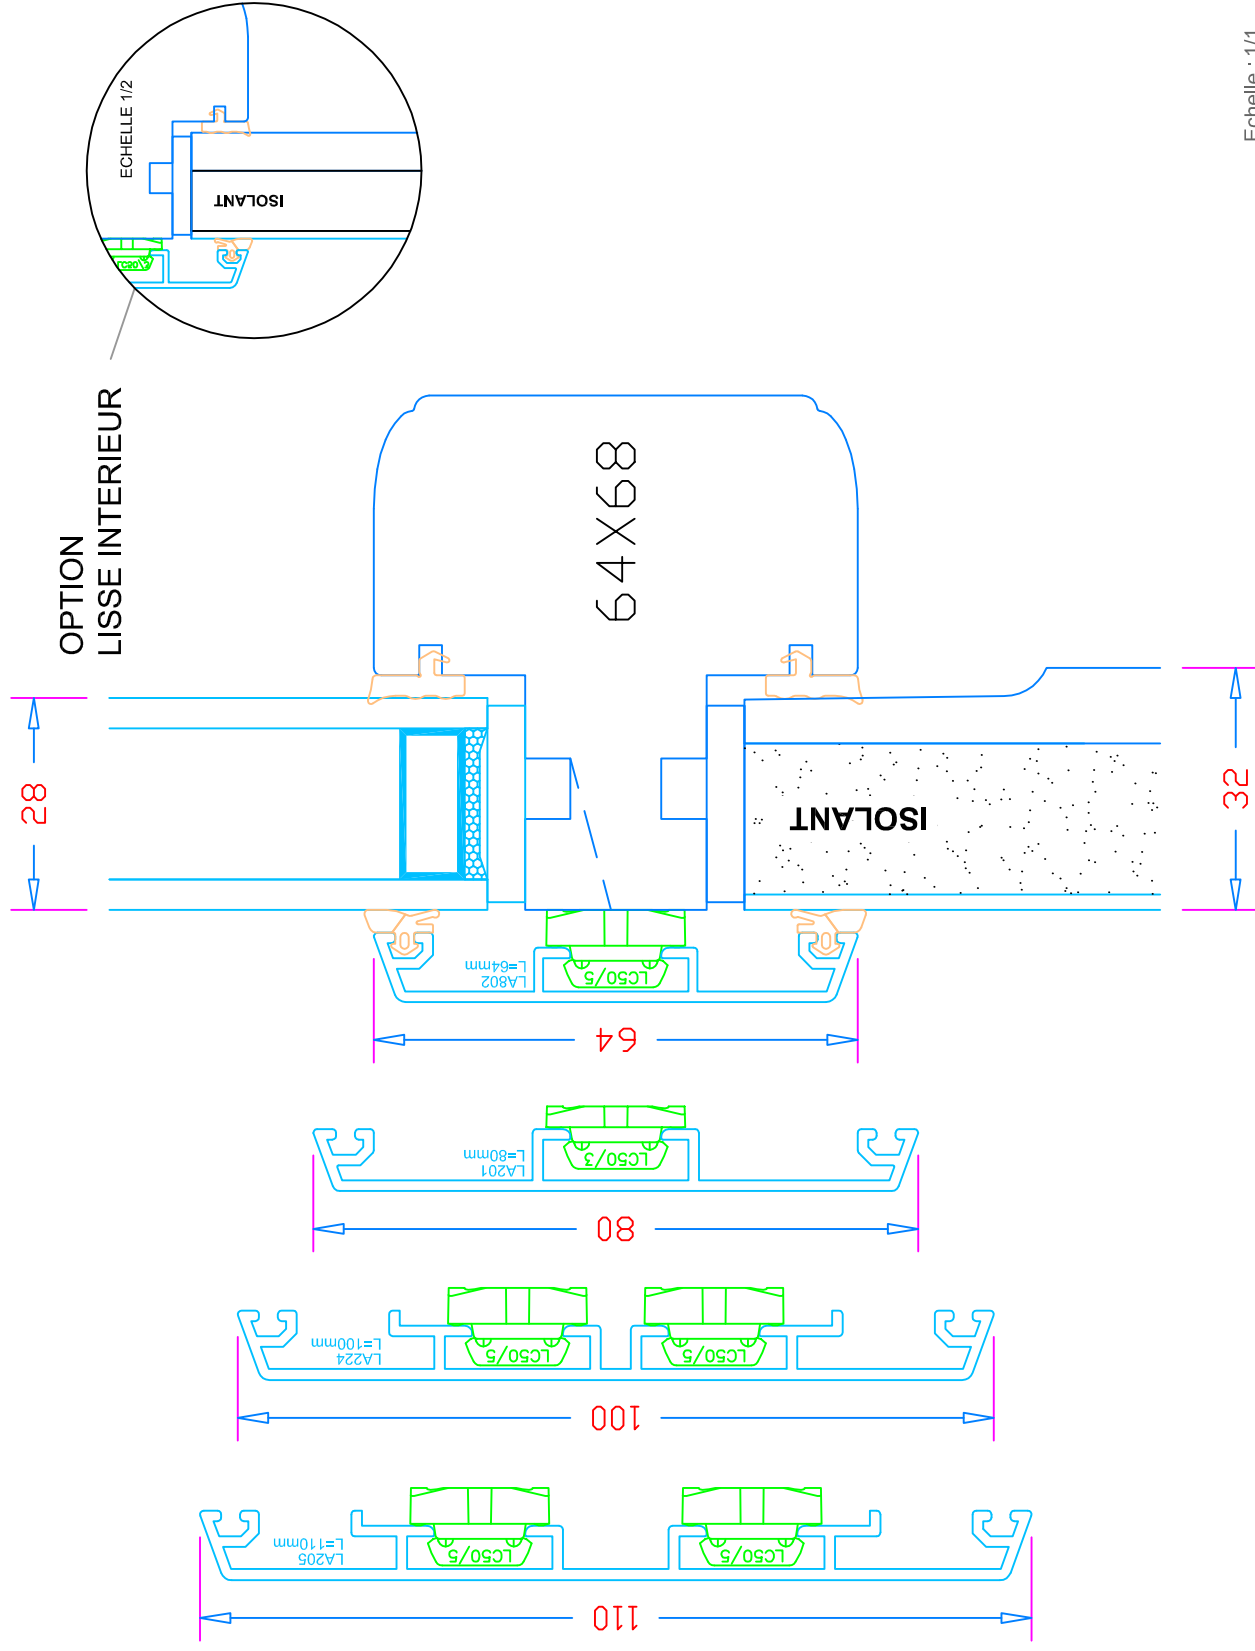 ECHELLE 1/2
ISOLANT
LC50/3
Echelle : 1/1
OPTION
LISSE INTERIEUR
64X68
28
32
ISOLANT
LA802
L=64mm
LC50/5
64
LA201
L=80mm
LC50/3
80
LA224
L=100mm
LC50/5
LC50/5
100
LA205
L=110mm
LC50/5
LC50/5
110